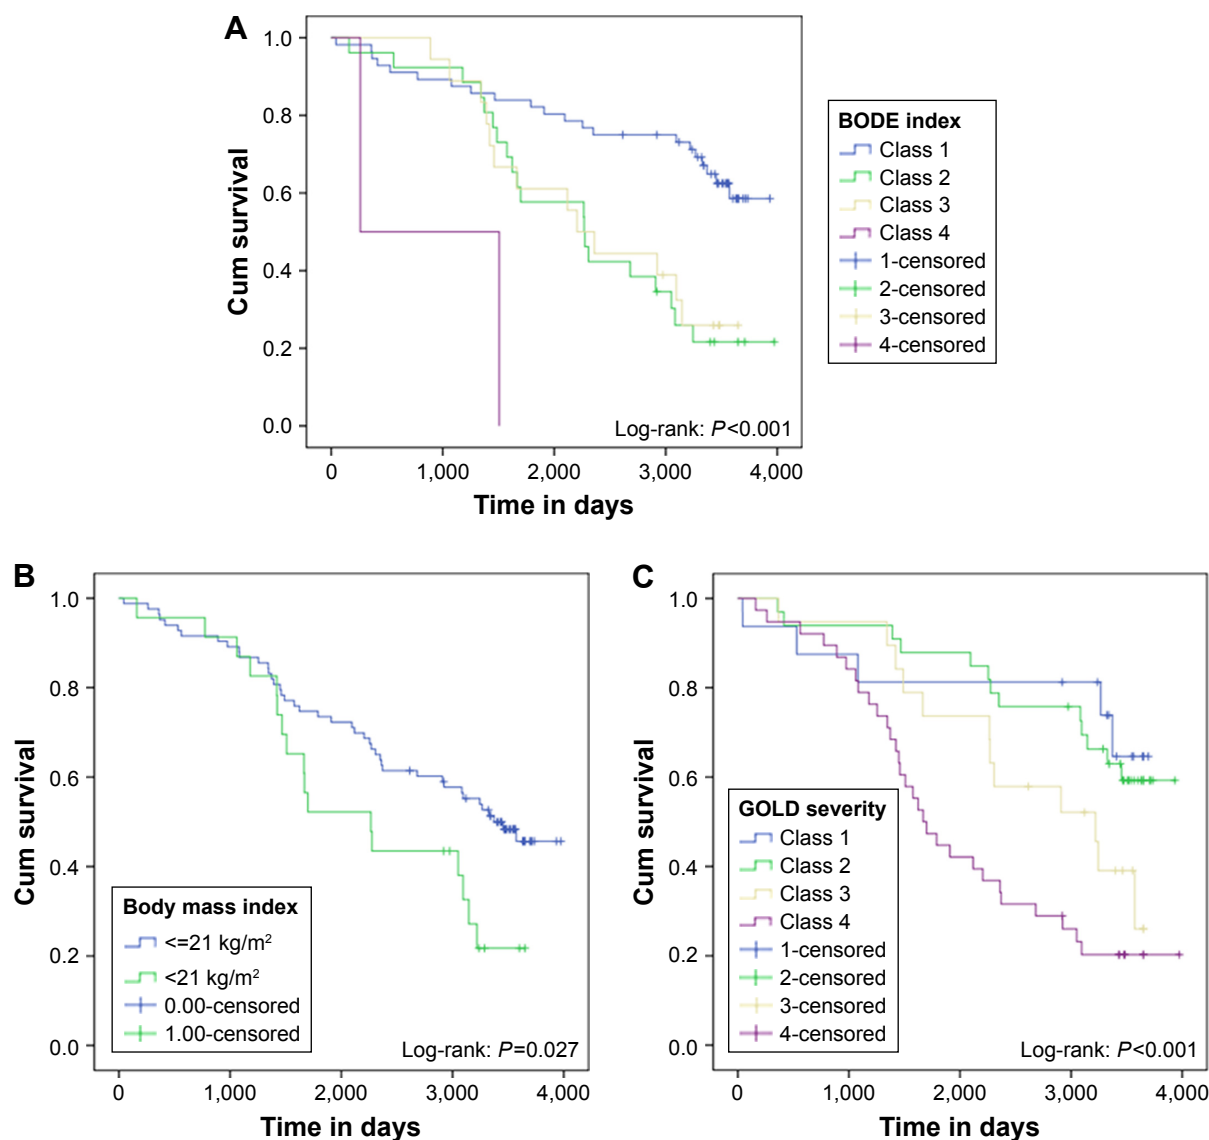 A
1.0
0.8
0.6
0.4
0.2
0.0
Cum survival
Log-rank: P<0.001
0 1,000 2,000 3,000 4,000
Time in days
BODE index
Class 1
Class 2
Class 3
Class 4
1-censored
2-censored
3-censored
4-censored
B
1.0
0.8
0.6
0.4
0.2
0.0
Cum survival
Body mass index
<=21 kg/m²
<21 kg/m²
0.00-censored
1.00-censored
Log-rank: P=0.027
0 1,000 2,000 3,000 4,000
Time in days
C
1.0
0.8
0.6
0.4
0.2
0.0
Cum survival
GOLD severity
Class 1
Class 2
Class 3
Class 4
1-censored
2-censored
3-censored
4-censored
Log-rank: P<0.001
0 1,000 2,000 3,000 4,000
Time in days